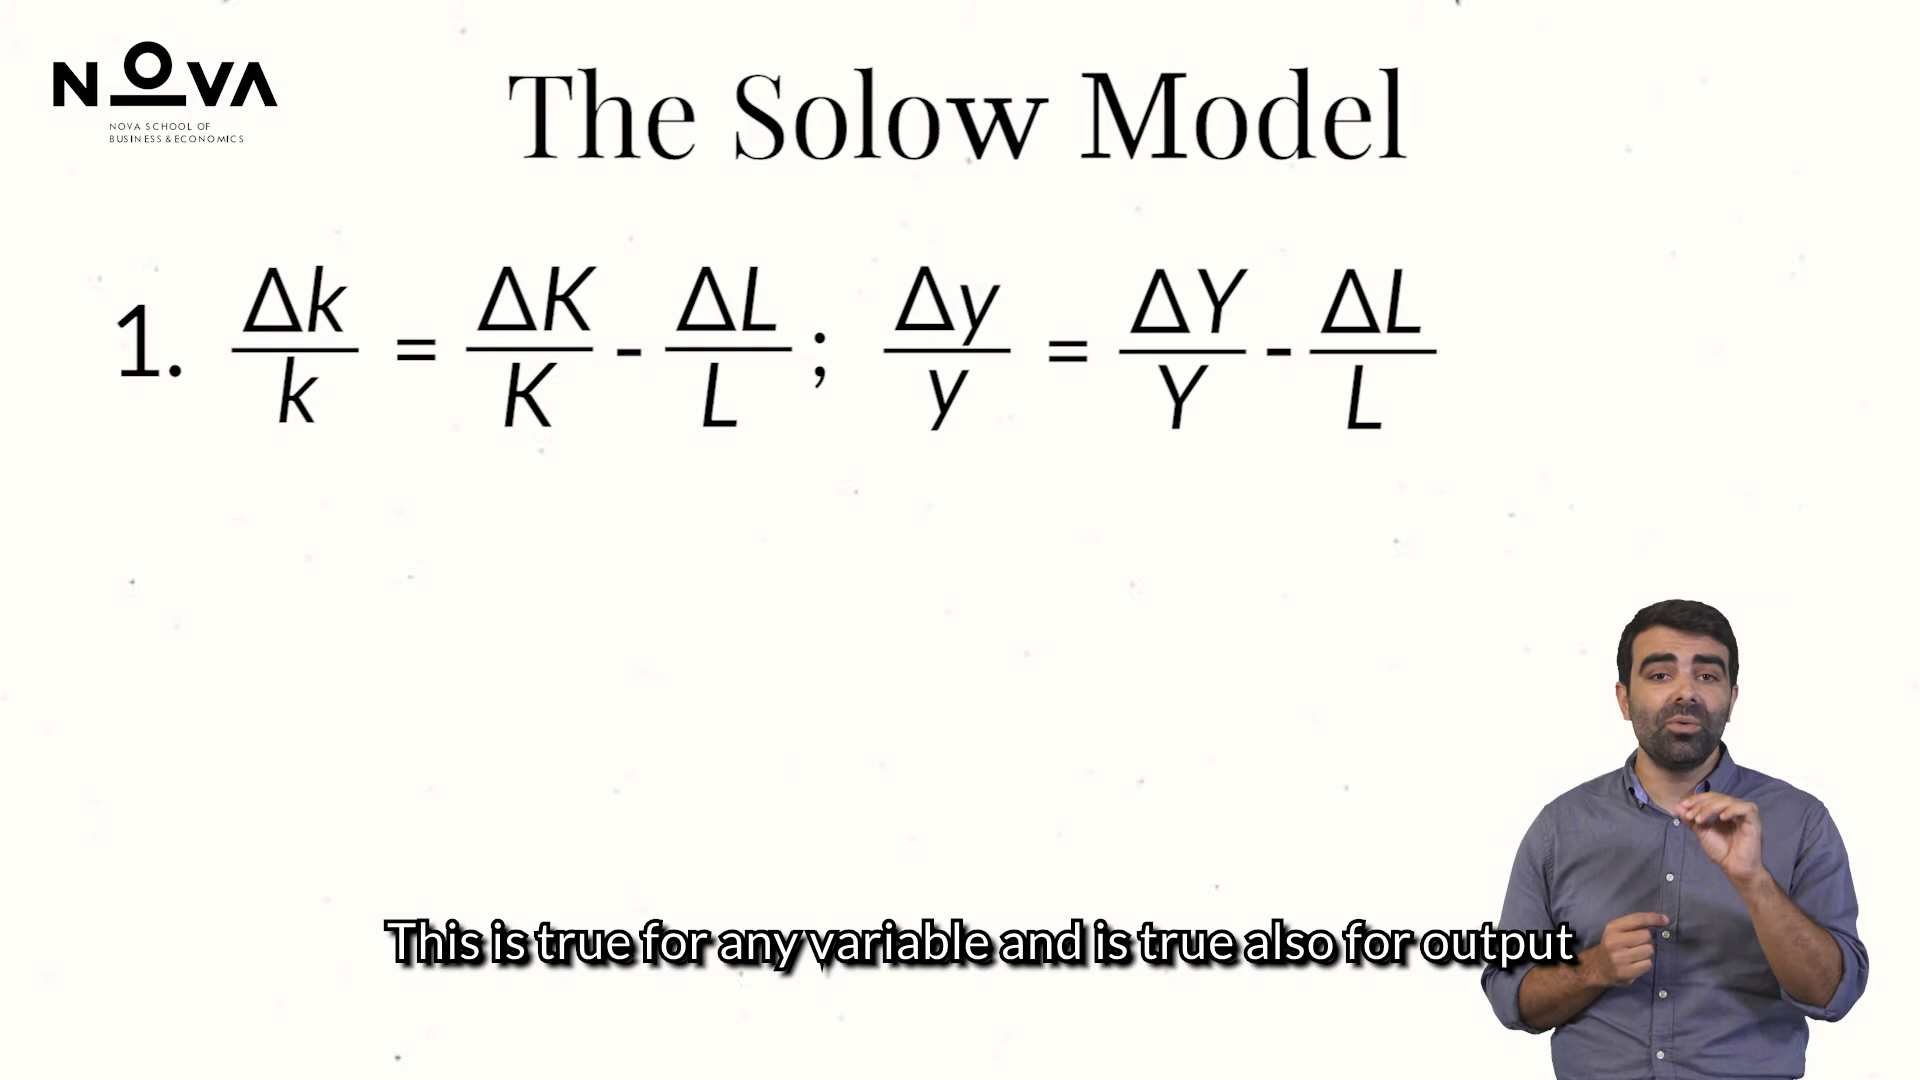 NOVA
NOVA SCHOOL OF
BUSINESS & ECONOMICS
The Solow Model
1. Δk/k = ΔK/K - ΔL/L ; Δy/y = ΔY/Y - ΔL/L
This is true for any variable and is true also for output